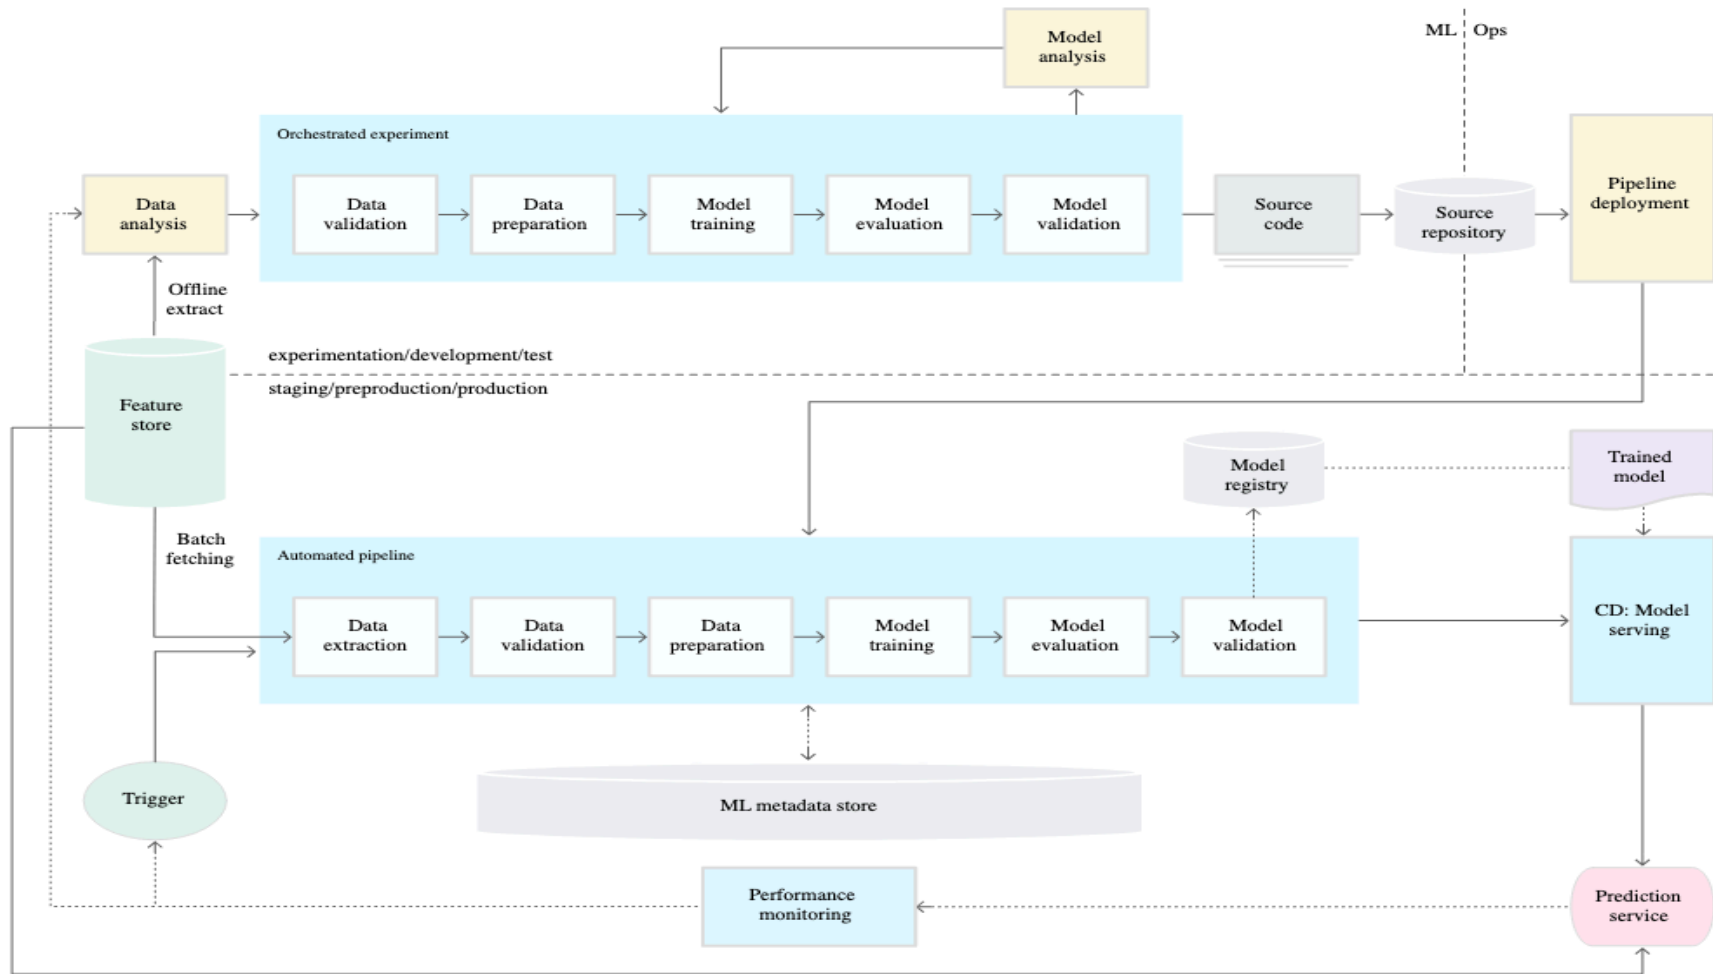 Model
analysis
ML
Ops
Orchestrated experiment
Data
analysis
Data
validation
Data
preparation
Model
training
Model
evaluation
Model
validation
Source
code
Source
repository
Pipeline
deployment
Offline
extract
experimentation/development/test
staging/preproduction/production
Feature
store
Model
registry
Trained
model
Batch
fetching
Automated pipeline
Data
extraction
Data
validation
Data
preparation
Model
training
Model
evaluation
Model
validation
CD: Model
serving
Trigger
ML metadata store
Performance
monitoring
Prediction
service